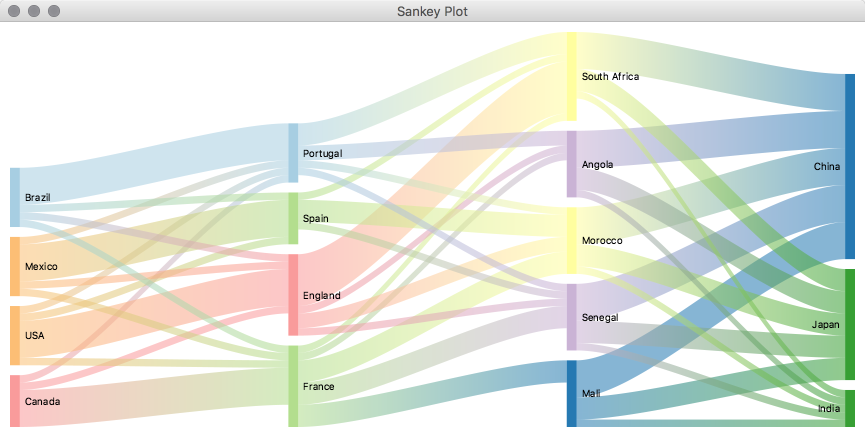 Sankey Plot
South Africa
Portugal
Angola
China
Brazil
Spain
Morocco
Mexico
England
Senegal
Japan
USA
France
Mali
Canada
India